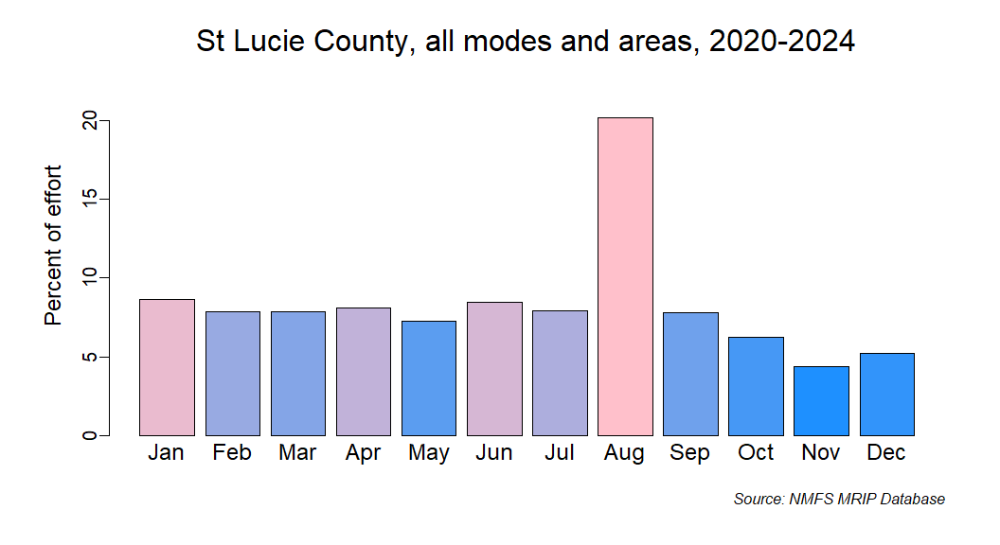 St Lucie County, all modes and areas, 2020-2024
Percent of effort
20
15
10
5
0
Jan Feb Mar Apr May Jun Jul Aug Sep Oct Nov Dec
Source: NMFS MRIP Database